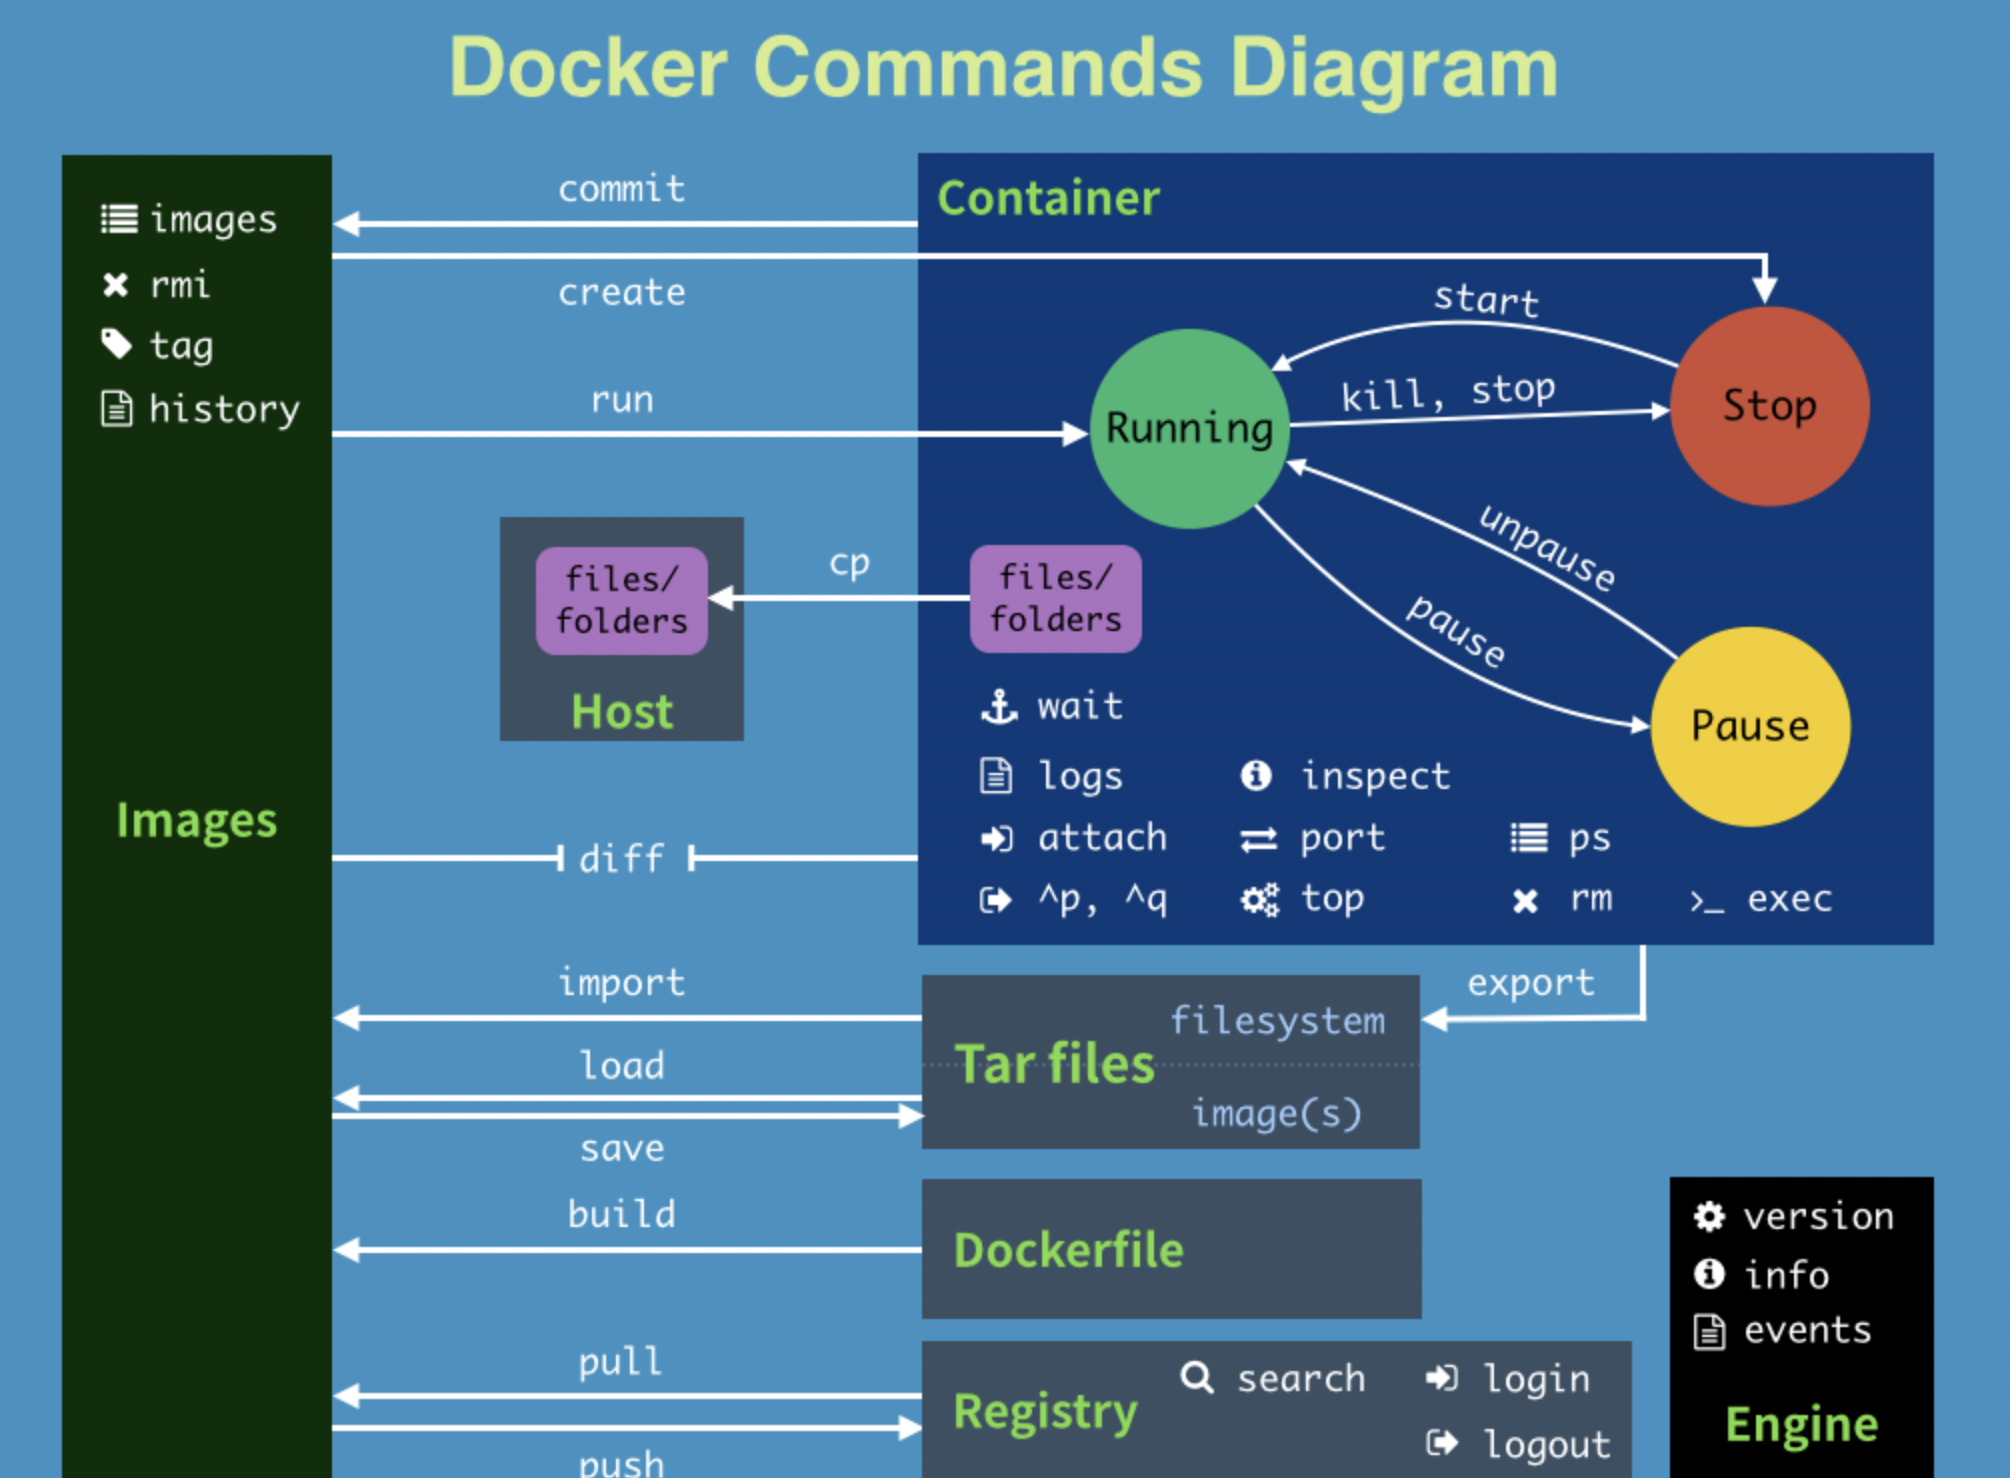 Docker Commands Diagram
images
rmi
tag
history
Images
commit
create
run
Container
start
kill, stop
Running
Stop
unpause
pause
Pause
files/
folders
Host
cp
files/
folders
wait
logs
inspect
attach
port
ps
^p, ^q
top
rm
>_ exec
diff
import
load
save
export
filesystem
Tar files
image(s)
build
Dockerfile
pull
push
Registry
search
login
logout
version
info
events
Engine